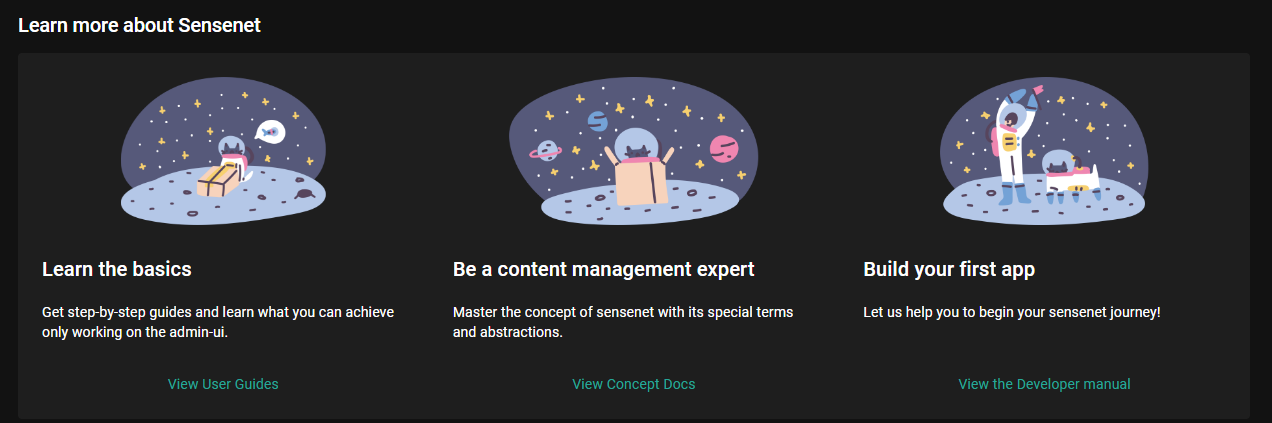 Learn more about Sensenet
Learn the basics
Get step-by-step guides and learn what you can achieve
only working on the admin-ui.
View User Guides
Be a content management expert
Master the concept of sensenet with its special terms
and abstractions.
View Concept Docs
Build your first app
Let us help you to begin your sensenet journey!
View the Developer manual